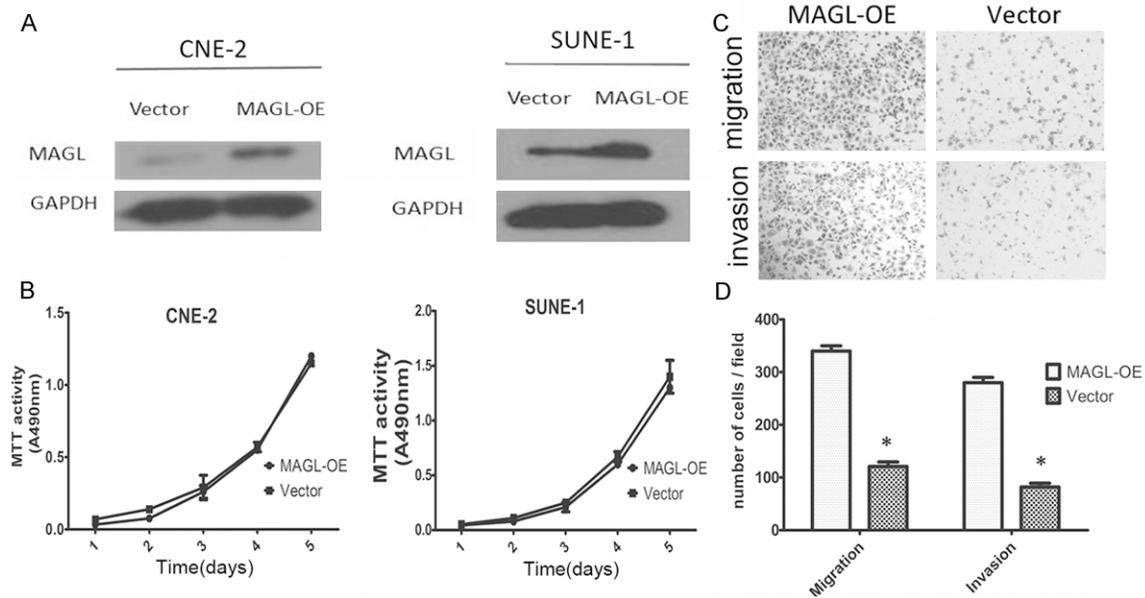 A
CNE-2
Vector MAGL-OE
MAGL
GAPDH
SUNE-1
Vector MAGL-OE
MAGL
GAPDH
C
MAGL-OE Vector
migration
invasion
B
CNE-2
MTT activity
(A490nm)
1.5
1.0
0.5
0.0
MAGL-OE
Vector
1 2 3 4 5
Time(days)
SUNE-1
MTT activity
(A490nm)
2.0
1.5
1.0
0.5
0.0
MAGL-OE
Vector
1 2 3 4 5
Time(days)
D
number of cells / field
400
300
200
100
0
*
*
MAGL-OE
Vector
Migration
Invasion